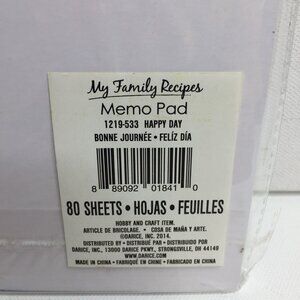 My Family Recipes
Memo Pad
1219-533 HAPPY DAY
BONNE JOURNÉE • FELÍZ DÍA
8 89092 01841 0
80 SHEETS • HOJAS • FEUILLES
HOBBY AND CRAFT ITEM.
ARTICLE DE BRICOLAGE. • COSA DE MAÑA Y ARTE.
©DARICE, INC. 2014.
DISTRIBUTED BY • DISTRIBUÉ PAR • DISTRIBUIDO POR
DARICE, INC., 13000 DARICE PKWY, STRONGSVILLE, OH 44149
WWW.DARICE.COM
MADE IN CHINA • FABRIQUÉ EN CHINE • FABRICADO EN CHINA